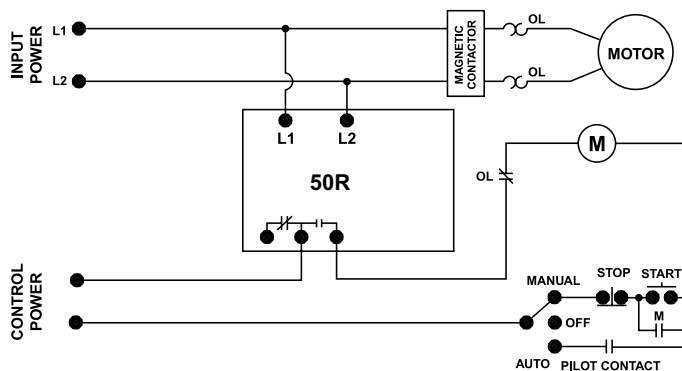 INPUT
POWER
L1
L2
MAGNETIC
CONTACTOR
OL
OL
MOTOR
L1
L2
50R
OL
M
CONTROL
POWER
MANUAL
OFF
AUTO
STOP
START
M
PILOT CONTACT